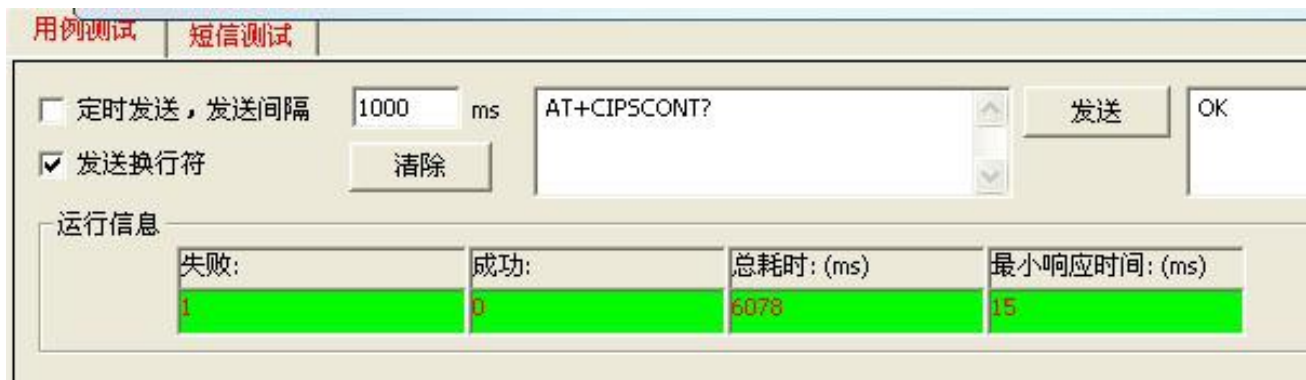 用例测试
短信测试
定时发送，发送间隔 1000 ms AT+CIPSCONT? 发送 OK
发送换行符 清除
运行信息
失败: 成功: 总耗时: (ms) 最小响应时间: (ms)
1 0 6078 15